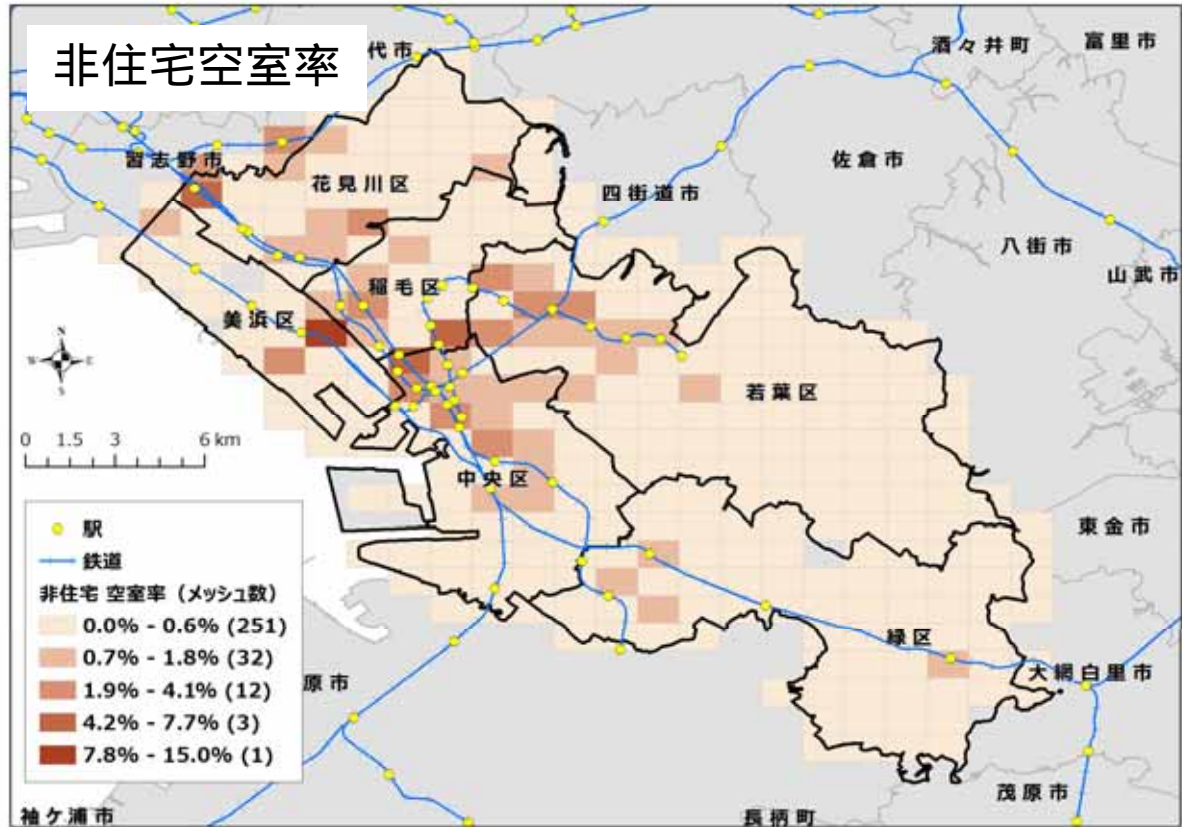 非住宅空室率
代市
酒々井町
富里市
習志野市
花見川区
四街道市
佐倉市
八街市
山武市
稲毛区
美浜区
若葉区
N
W
E
S
0 1.5 3 6 km
中央区
東金市
駅
鉄道
非住宅 空室率（メッシュ数）
0.0% - 0.6% (251)
0.7% - 1.8% (32)
1.9% - 4.1% (12)
4.2% - 7.7% (3)
7.8% - 15.0% (1)
緑区
大網白里市
原市
茂原市
袖ケ浦市
長柄町